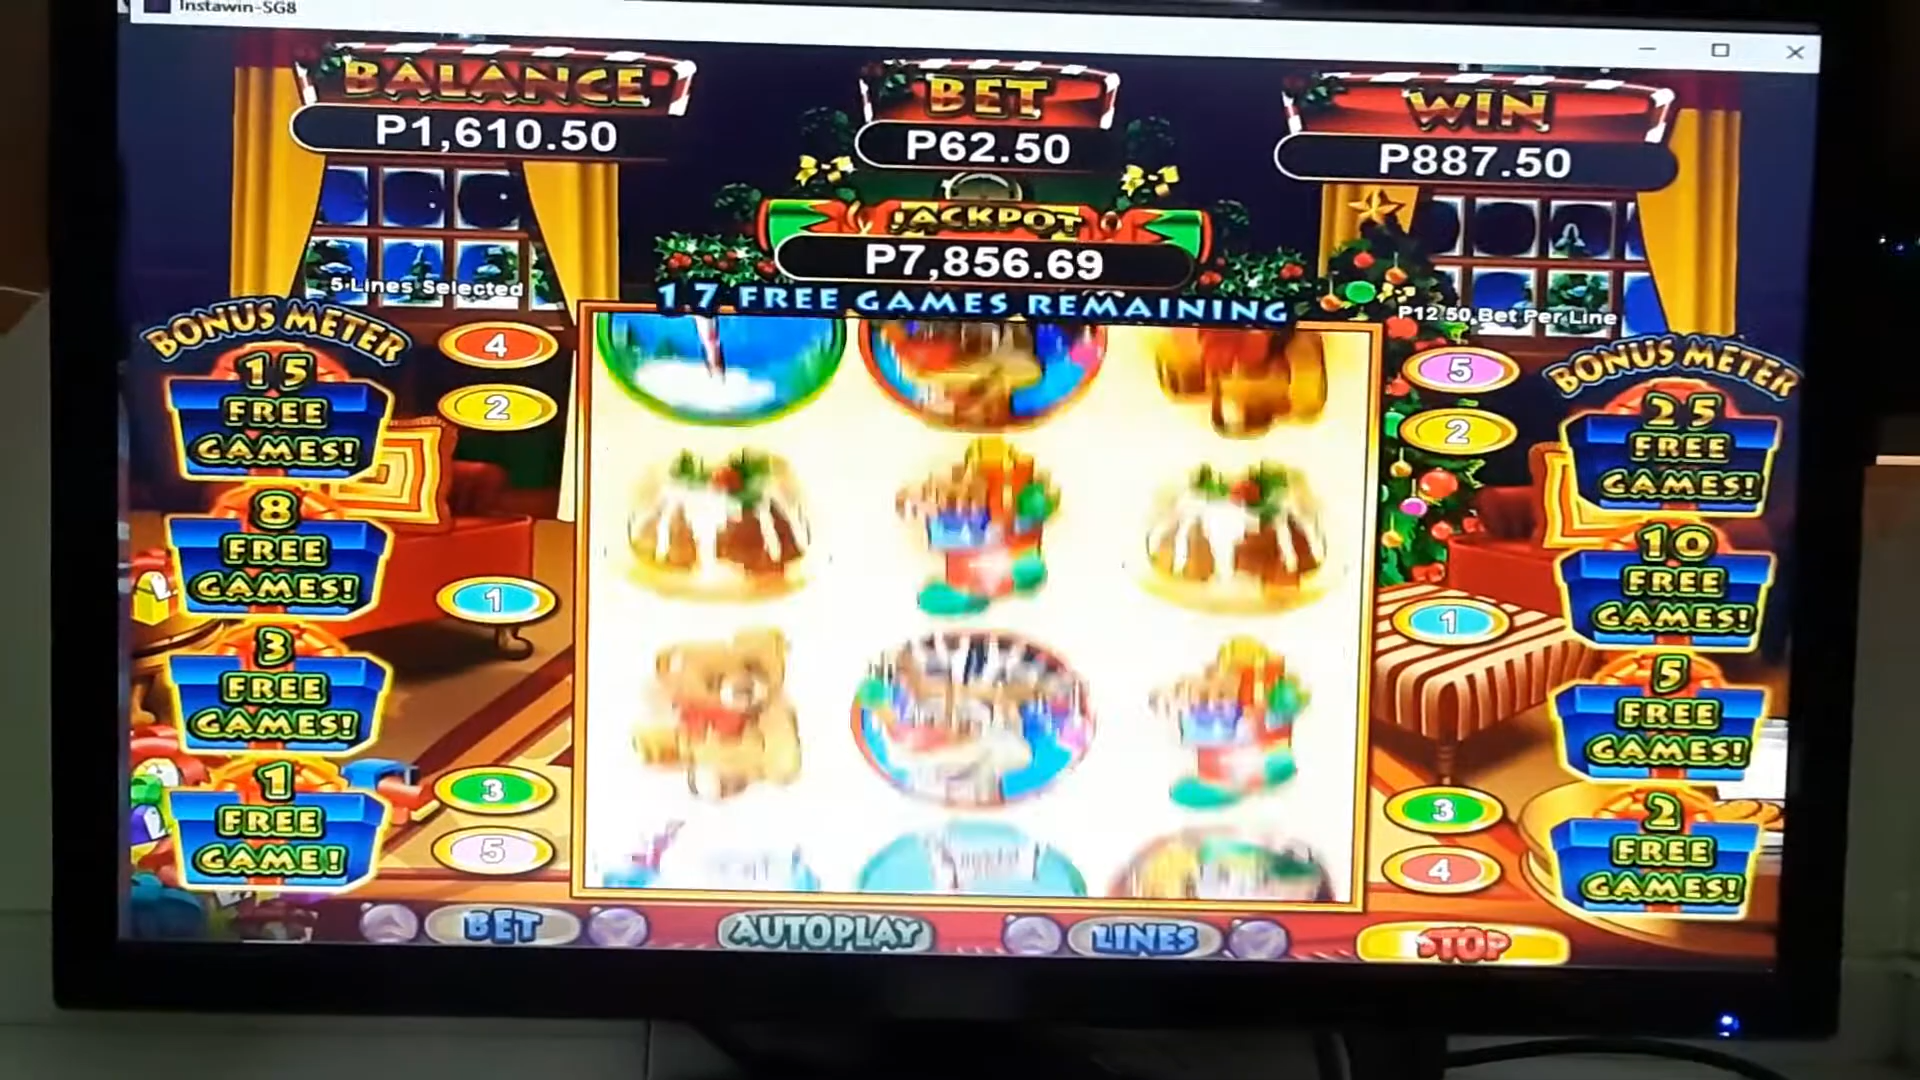 Instawin-SG8
BALANCE
P1,610.50
BET
P62.50
WIN
P887.50
JACKPOT
P7,856.69
5 Lines Selected
17 FREE GAMES REMAINING
P12.50 Bet Per Line
BONUS METER
15
FREE
GAMES!
8
FREE
GAMES!
3
FREE
GAMES!
1
FREE
GAME!
4
2
1
3
5
5
2
1
3
4
BONUS METER
25
FREE
GAMES!
10
FREE
GAMES!
5
FREE
GAMES!
2
FREE
GAMES!
BET
AUTOPLAY
LINES
STOP